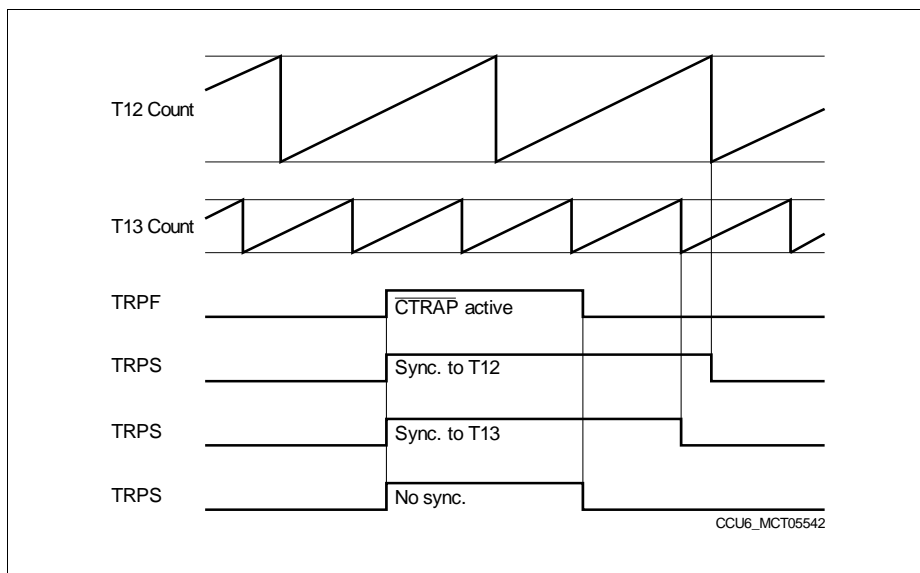 T12 Count
T13 Count
TRPF
CTRAP active
TRPS
Sync. to T12
TRPS
Sync. to T13
TRPS
No sync.
CCU6_MCT05542